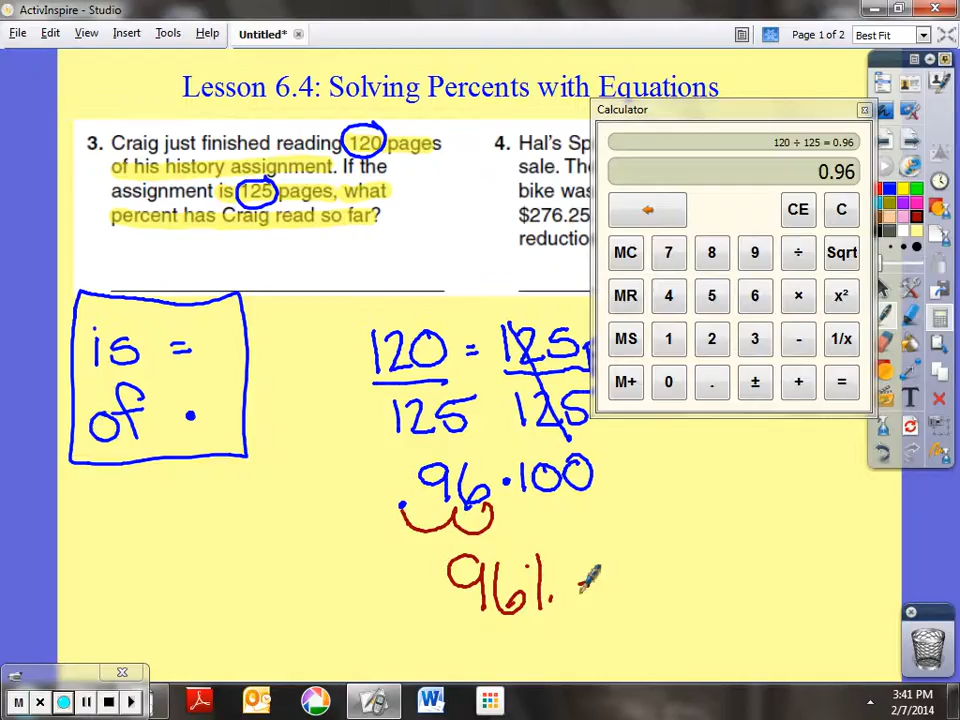 ActivInspire - Studio
File Edit View Insert Tools Help Untitled* Page 1 of 2 Best Fit
Lesson 6.4: Solving Percents with Equations
3. Craig just finished reading 120 pages
of his history assignment. If the
assignment is 125 pages, what
percent has Craig read so far?
4. Hal's Sp
sale. The
bike was
$276.25
reductio
Calculator
120 ÷ 125 = 0.96
0.96
CE C
MC 7 8 9 ÷ Sqrt
MR 4 5 6 × x²
MS 1 2 3 - 1/x
M+ 0 . ± + =
is =
of •
120 = 125
125 125
.96 • 100
96%
T
M
W
3:41 PM
2/7/2014